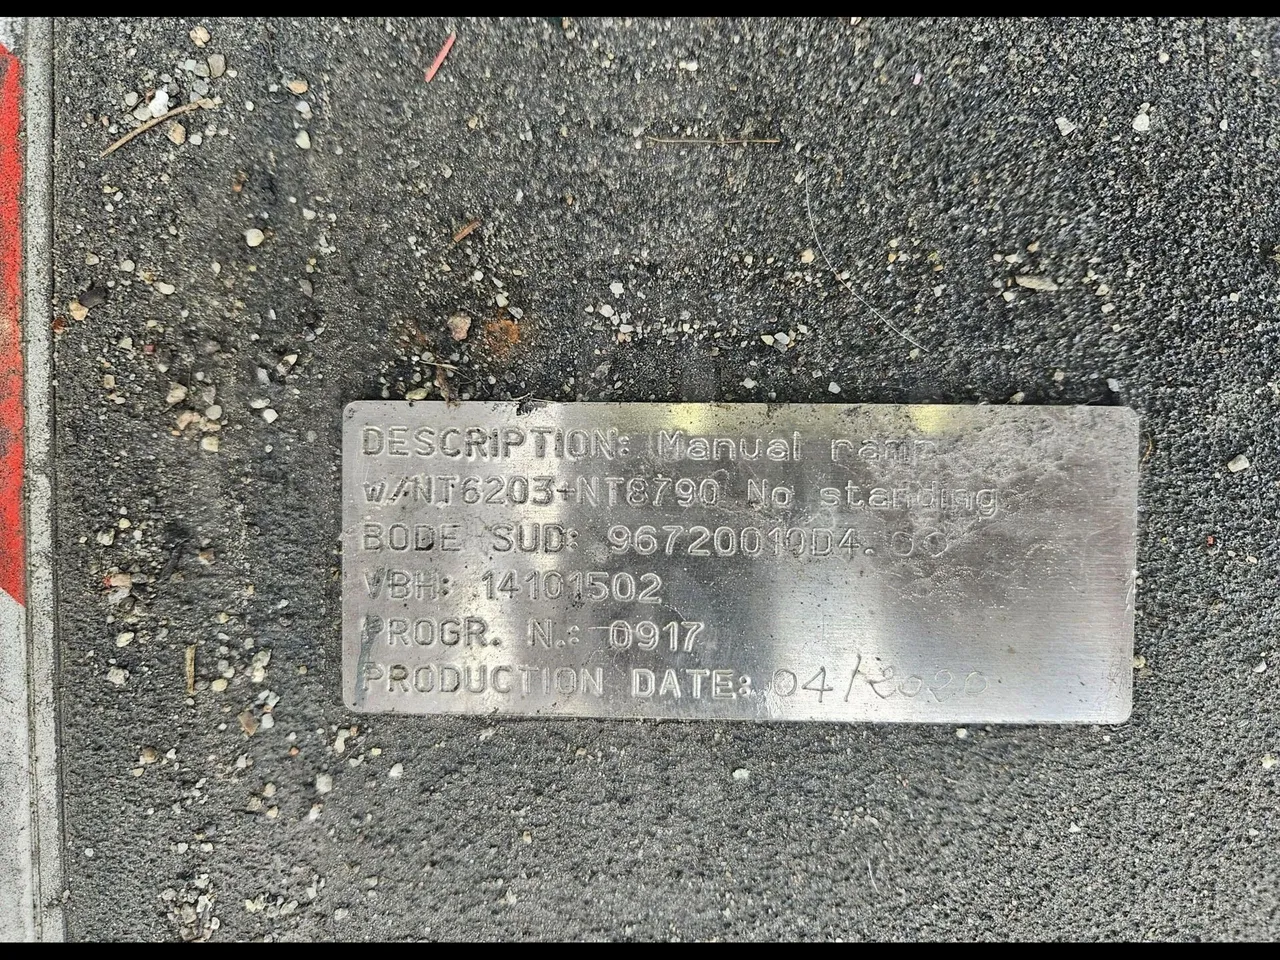 DESCRIPTION: Manual ramp
w/NT6203+NT8790 No standing
BODE SUD: 96720010D4.00
VBH: 14101502
PROGR. N.: 0917
PRODUCTION DATE: 04/2020